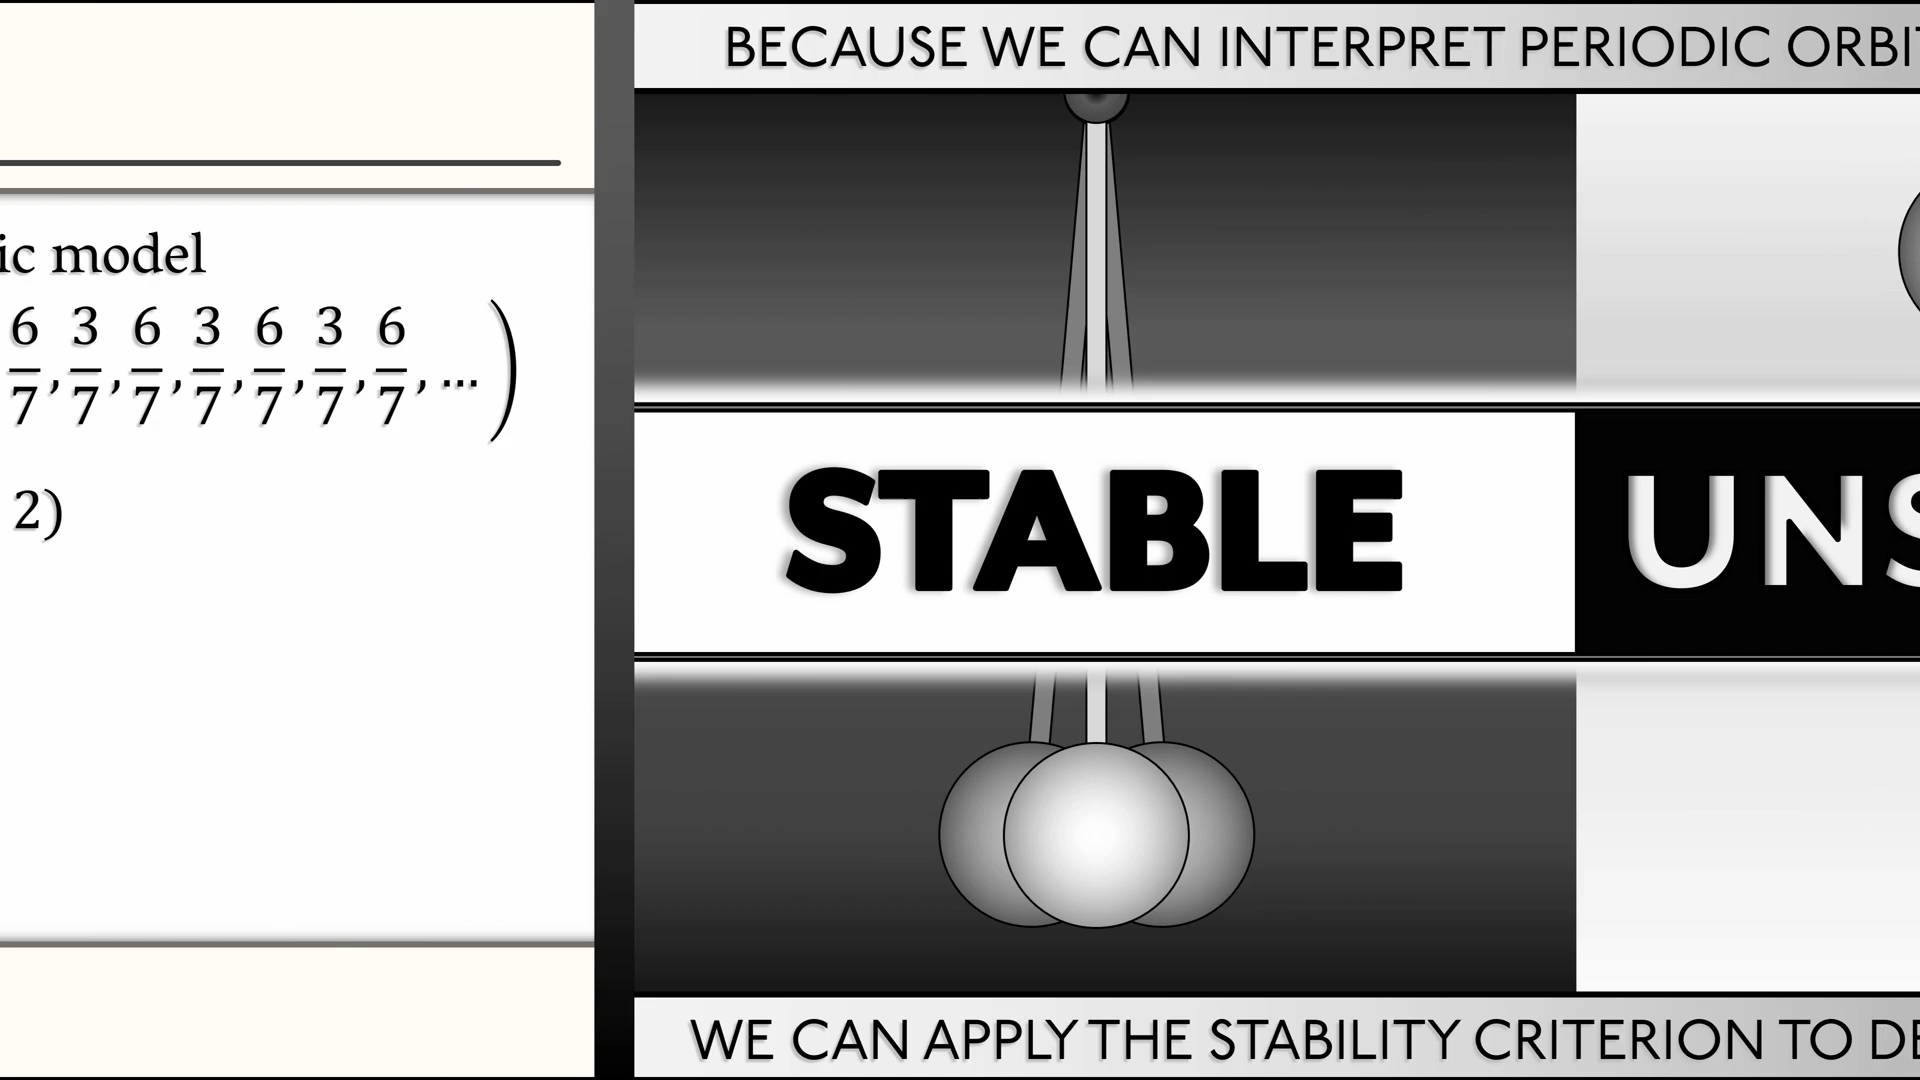 ic model
6/7, 3/7, 6/7, 3/7, 6/7, 3/7, 6/7, ... )
2)
BECAUSE WE CAN INTERPRET PERIODIC ORBIT
STABLE
UNS
WE CAN APPLY THE STABILITY CRITERION TO DE